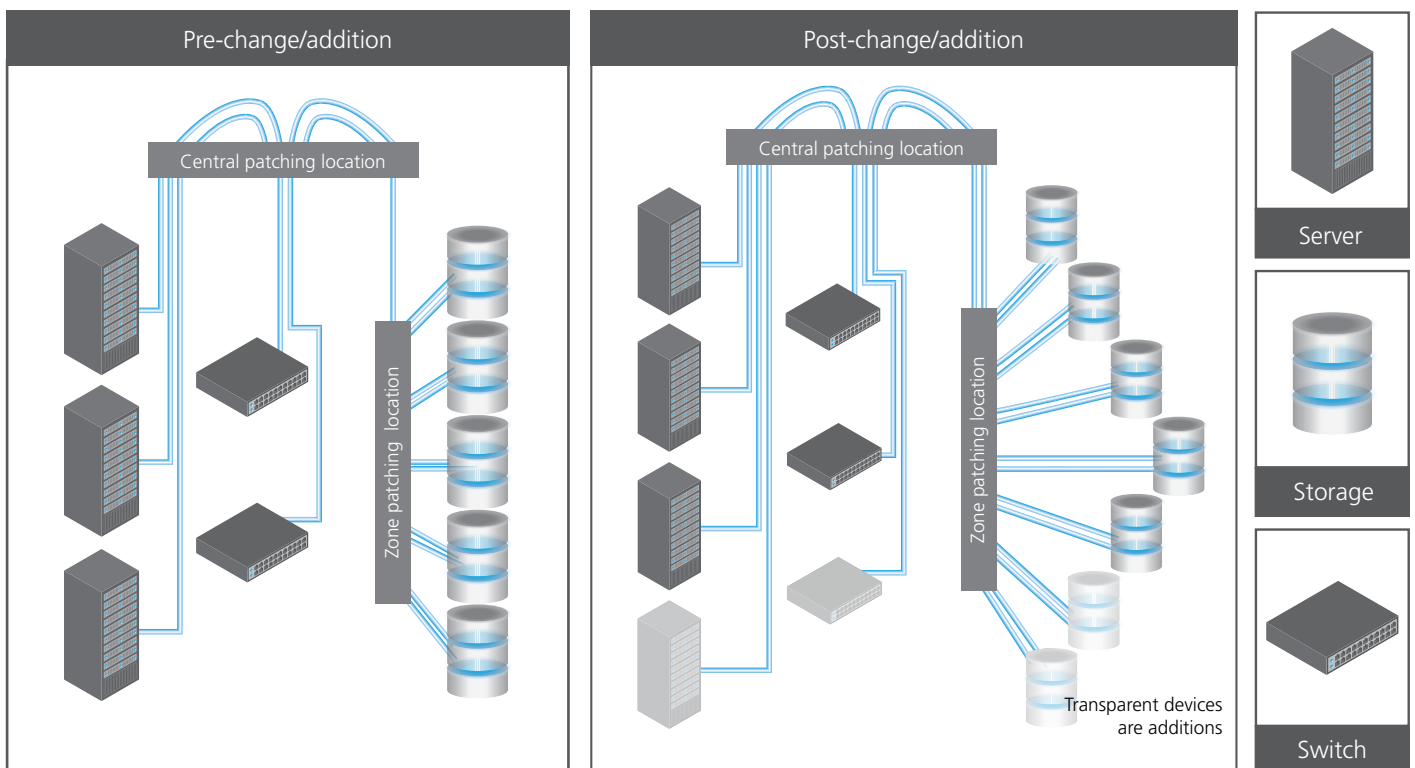 Pre-change/addition
Central patching location
Zone patching location
Post-change/addition
Central patching location
Zone patching location
Transparent devices
are additions
Server
Storage
Switch